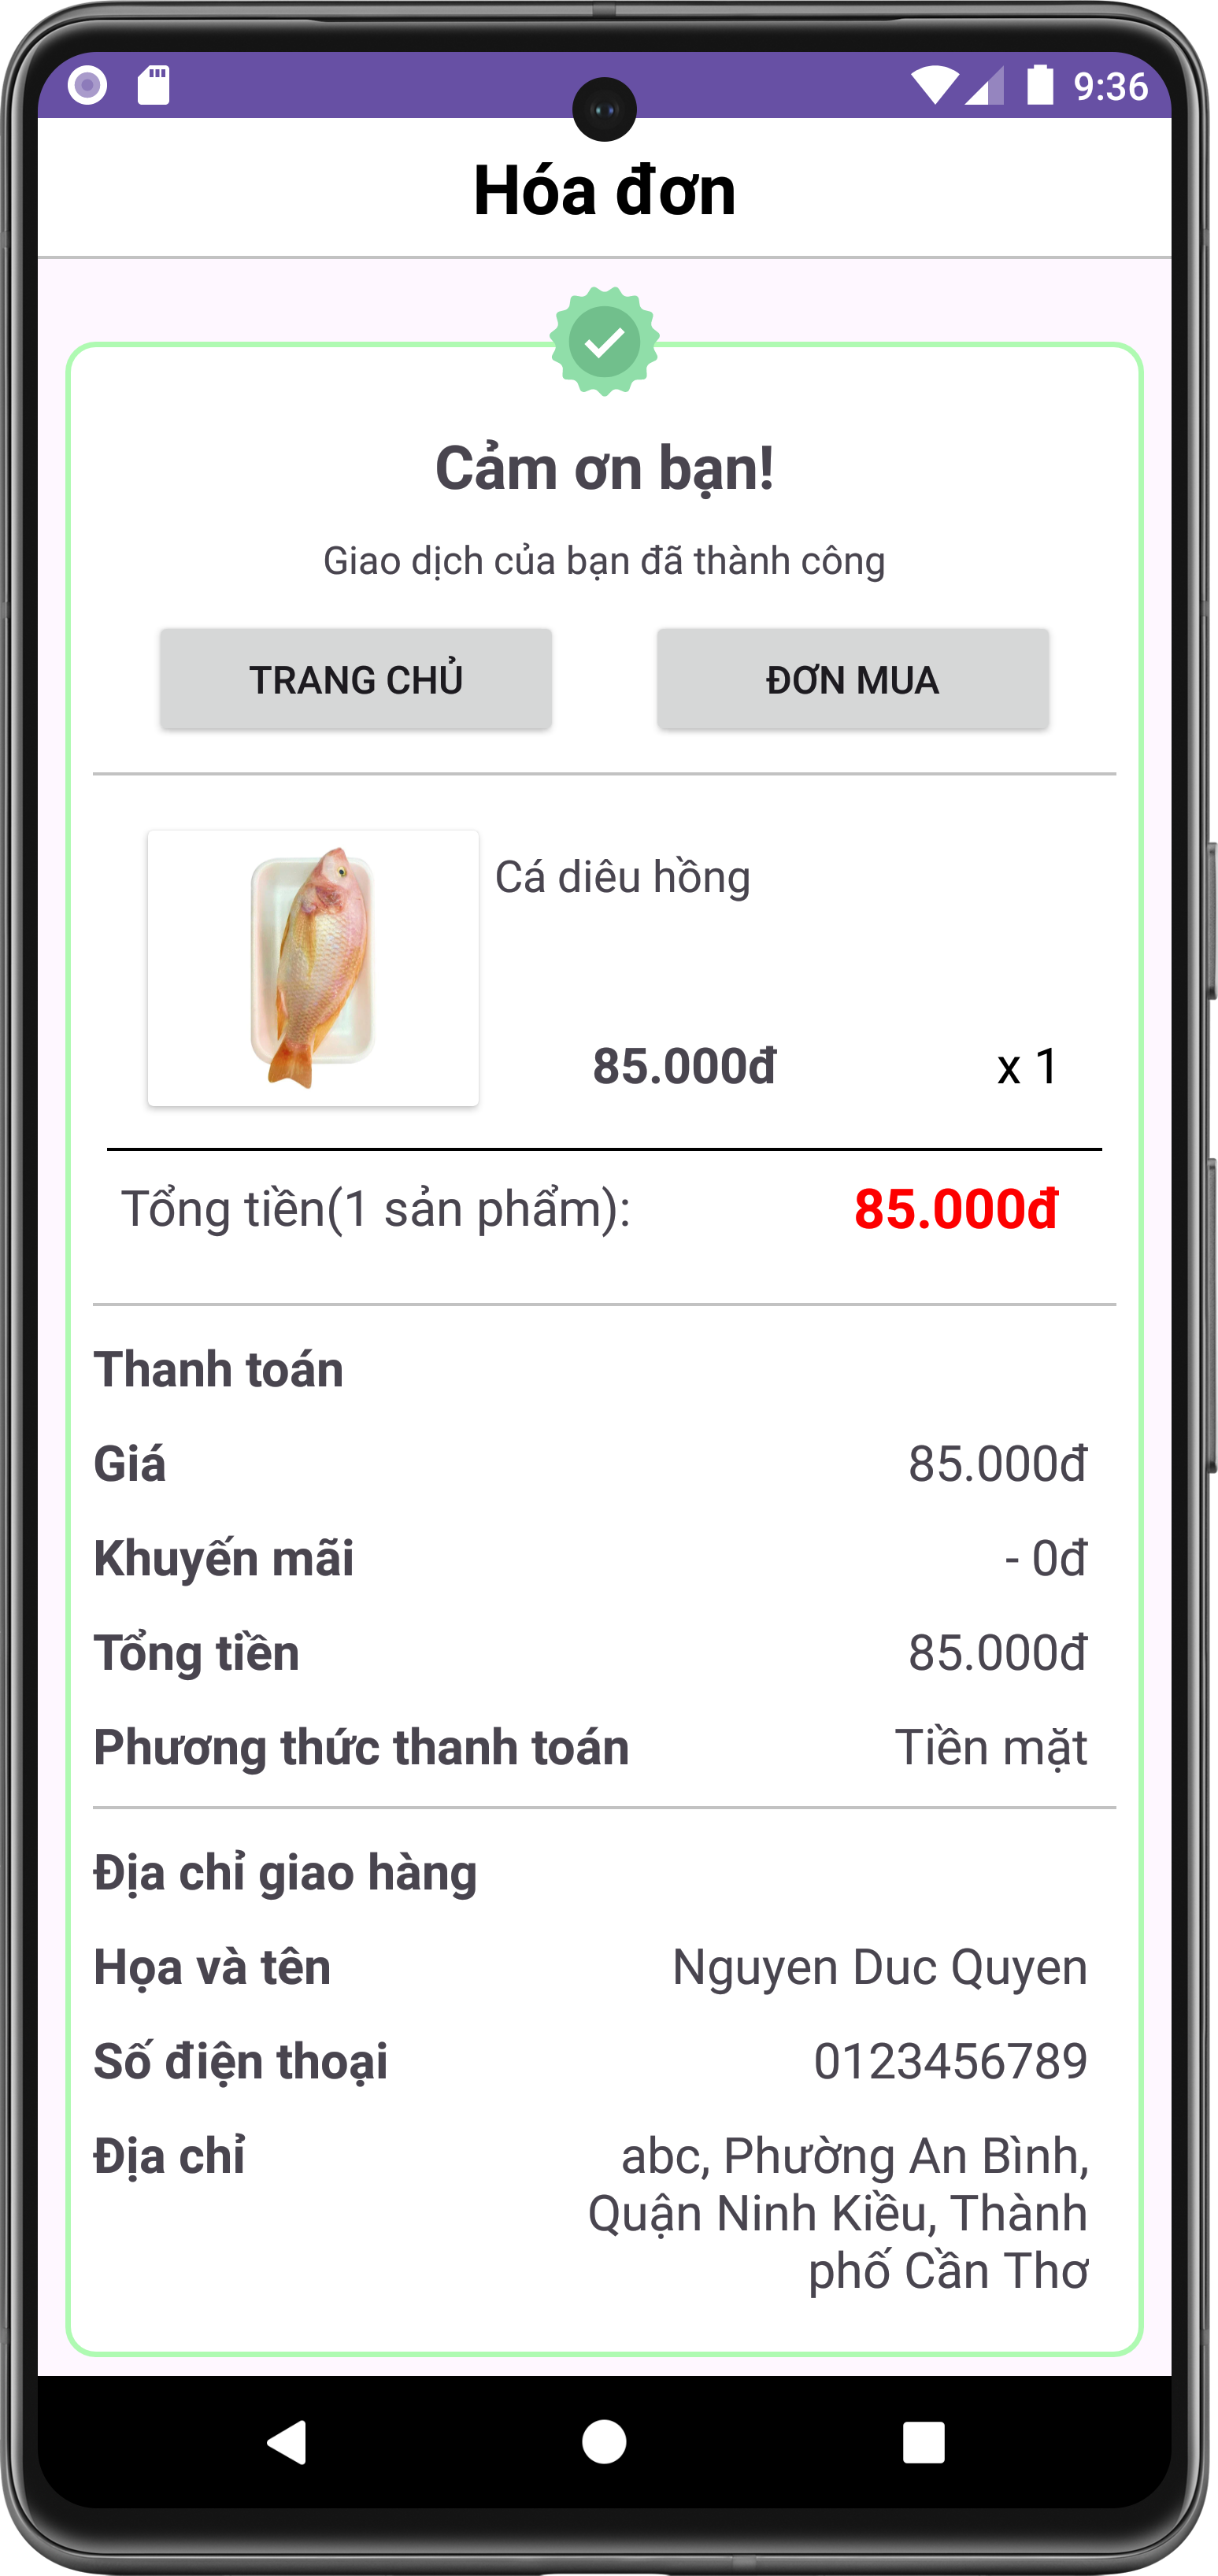 9:36
Hóa đơn
Cảm ơn bạn!
Giao dịch của bạn đã thành công
TRANG CHỦ ĐƠN MUA
Cá diêu hồng
85.000đ x 1
Tổng tiền(1 sản phẩm): 85.000đ
Thanh toán
Giá 85.000đ
Khuyến mãi - 0đ
Tổng tiền 85.000đ
Phương thức thanh toán Tiền mặt
Địa chỉ giao hàng
Họa và tên Nguyen Duc Quyen
Số điện thoại 0123456789
Địa chỉ abc, Phường An Bình,
Quận Ninh Kiều, Thành
phố Cần Thơ